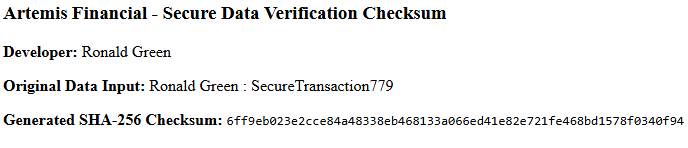 Artemis Financial - Secure Data Verification Checksum
Developer: Ronald Green
Original Data Input: Ronald Green : SecureTransaction779
Generated SHA-256 Checksum: 6ff9eb023e2cce84a48338eb468133a066ed41e82e721fe468bd1578f0340f94